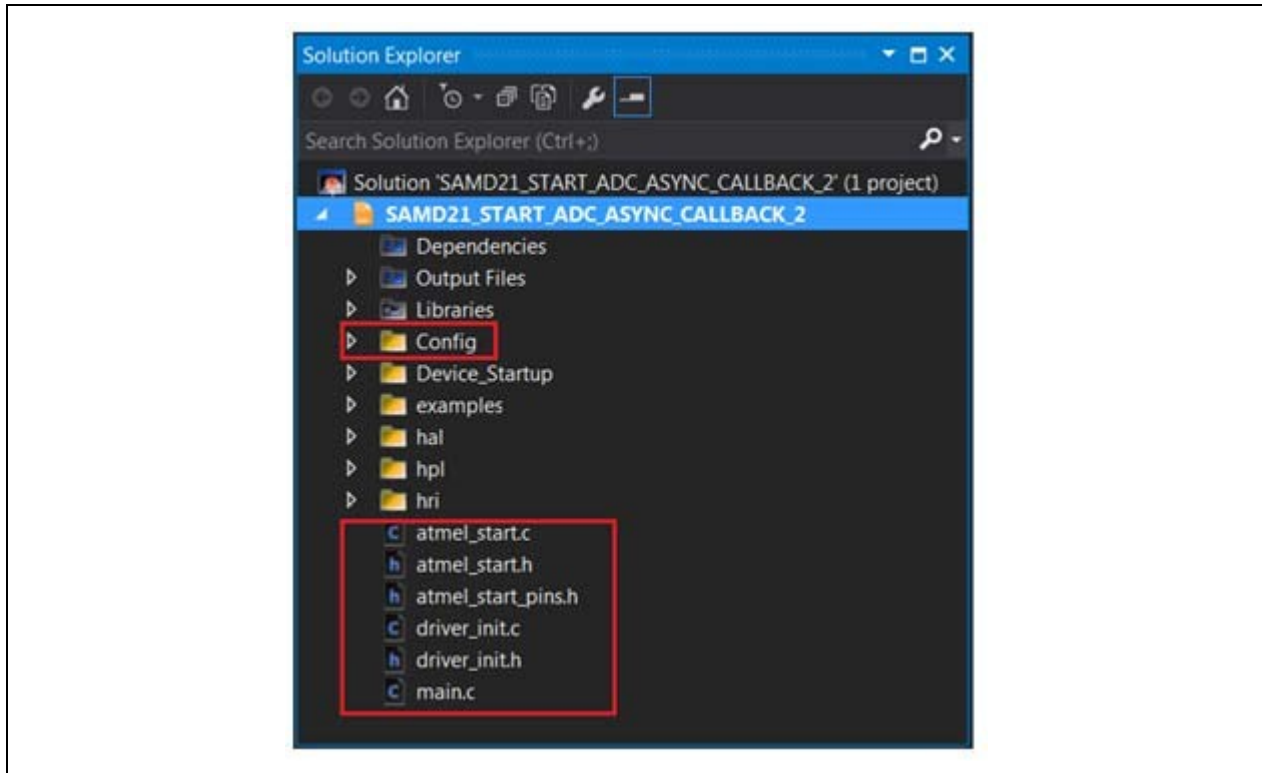 Solution Explorer
Search Solution Explorer (Ctrl+;)
Solution 'SAMD21_START_ADC_ASYNC_CALLBACK_2' (1 project)
SAMD21_START_ADC_ASYNC_CALLBACK_2
Dependencies
Output Files
Libraries
Config
Device_Startup
examples
hal
hpl
hri
atmel_start.c
atmel_start.h
atmel_start_pins.h
driver_init.c
driver_init.h
main.c